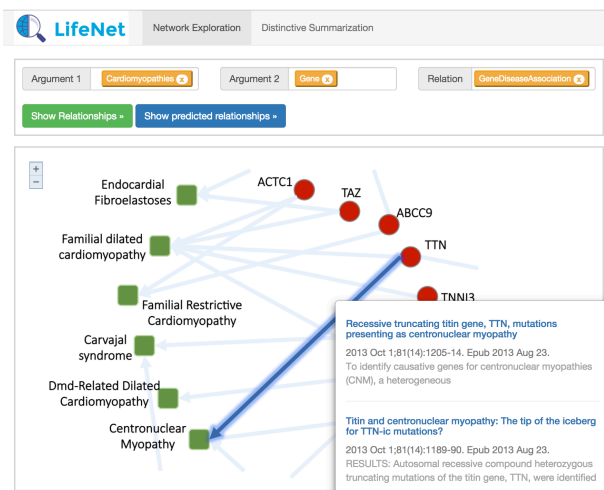 LifeNet
Network Exploration
Distinctive Summarization
Argument 1
Cardiomyopathies x
Argument 2
Gene x
Relation
GeneDiseaseAssociation x
Show Relationships »
Show predicted relationships »
+
−
Endocardial
Fibroelastoses
ACTC1
TAZ
ABCC9
Familial dilated
cardiomyopathy
TTN
TNNI3
Familial Restrictive
Cardiomyopathy
Carvajal
syndrome
Dmd-Related Dilated
Cardiomyopathy
Centronuclear
Myopathy
Recessive truncating titin gene, TTN, mutations
presenting as centronuclear myopathy
2013 Oct 1;81(14):1205-14. Epub 2013 Aug 23.
To identify causative genes for centronuclear myopathies
(CNM), a heterogeneous
Titin and centronuclear myopathy: The tip of the iceberg
for TTN-ic mutations?
2013 Oct 1;81(14):1189-90. Epub 2013 Aug 23.
RESULTS: Autosomal recessive compound heterozygous
truncating mutations of the titin gene, TTN, were identified